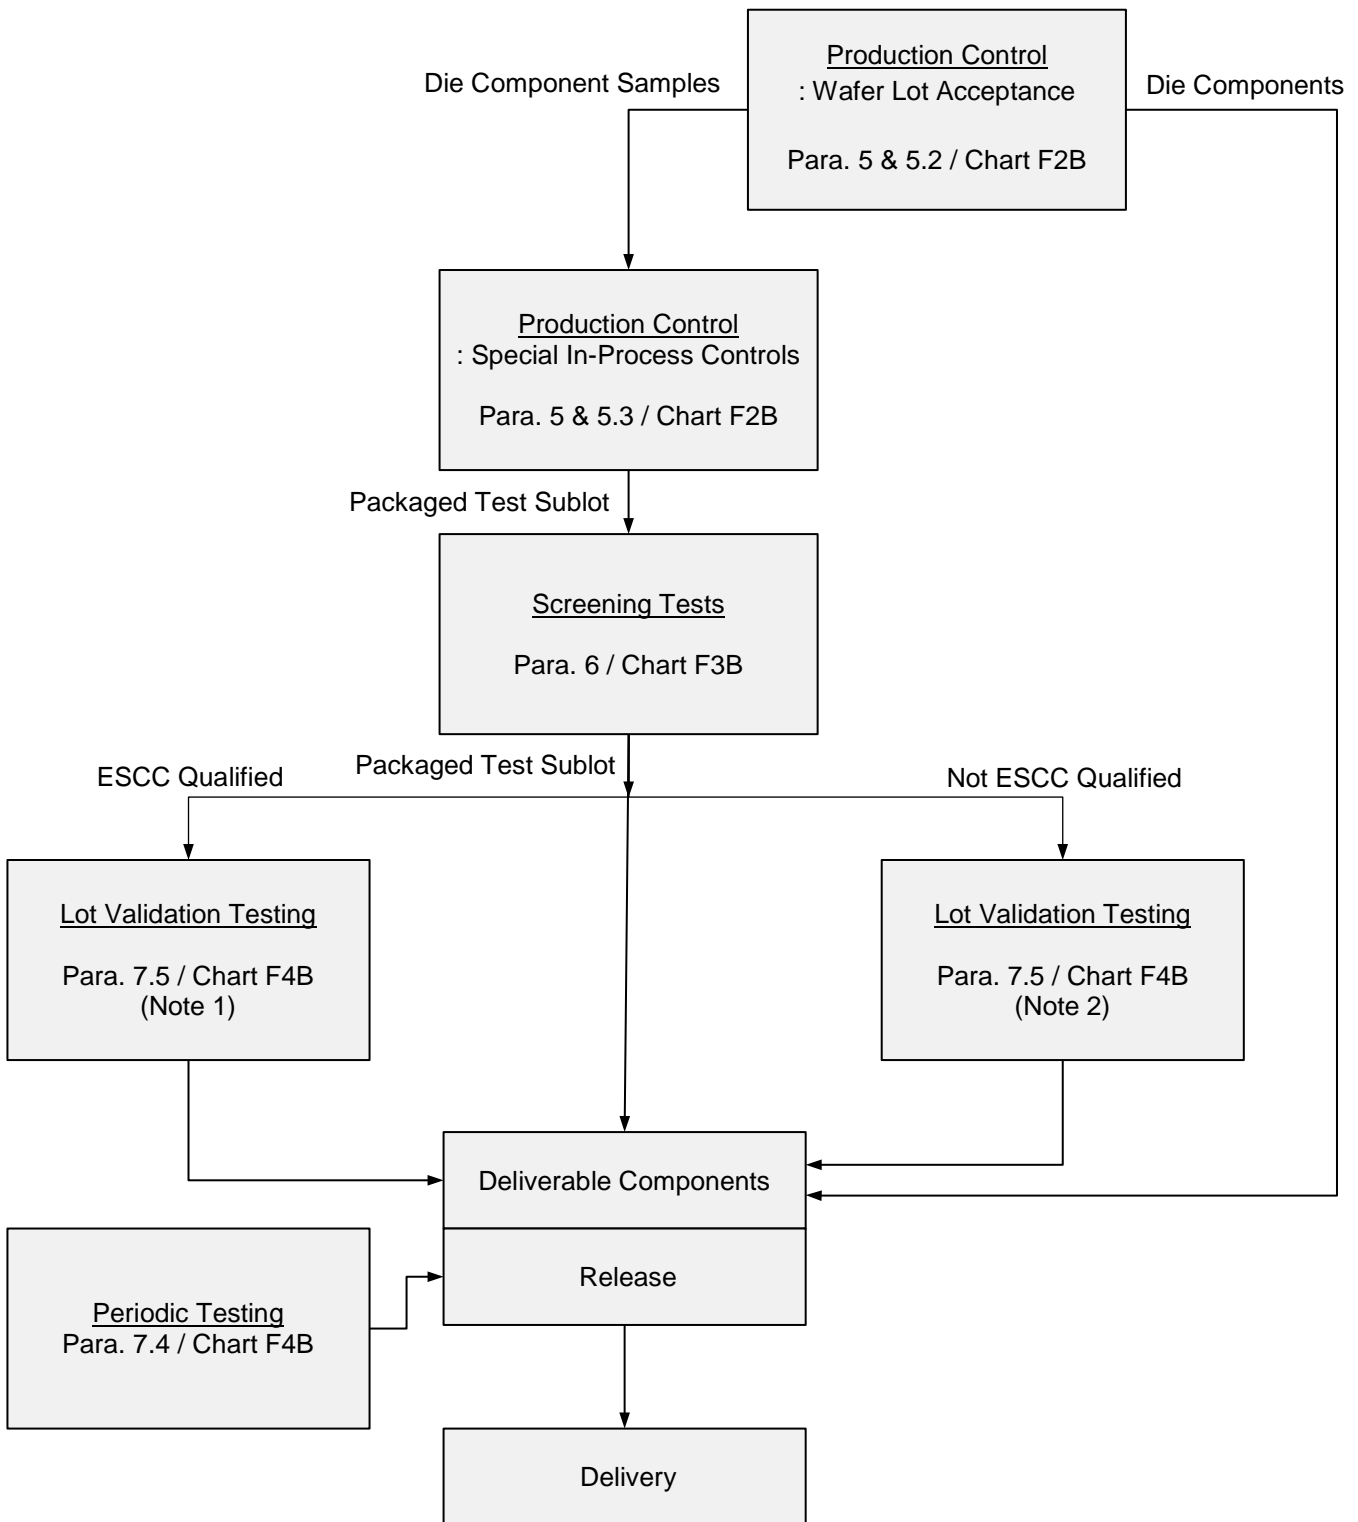 Production Control
: Wafer Lot Acceptance
Para. 5 & 5.2 / Chart F2B
Die Component Samples
Die Components
Production Control
: Special In-Process Controls
Para. 5 & 5.3 / Chart F2B
Packaged Test Sublot
Screening Tests
Para. 6 / Chart F3B
Packaged Test Sublot
ESCC Qualified
Not ESCC Qualified
Lot Validation Testing
Para. 7.5 / Chart F4B
(Note 1)
Lot Validation Testing
Para. 7.5 / Chart F4B
(Note 2)
Deliverable Components
Release
Periodic Testing
Para. 7.4 / Chart F4B
Delivery